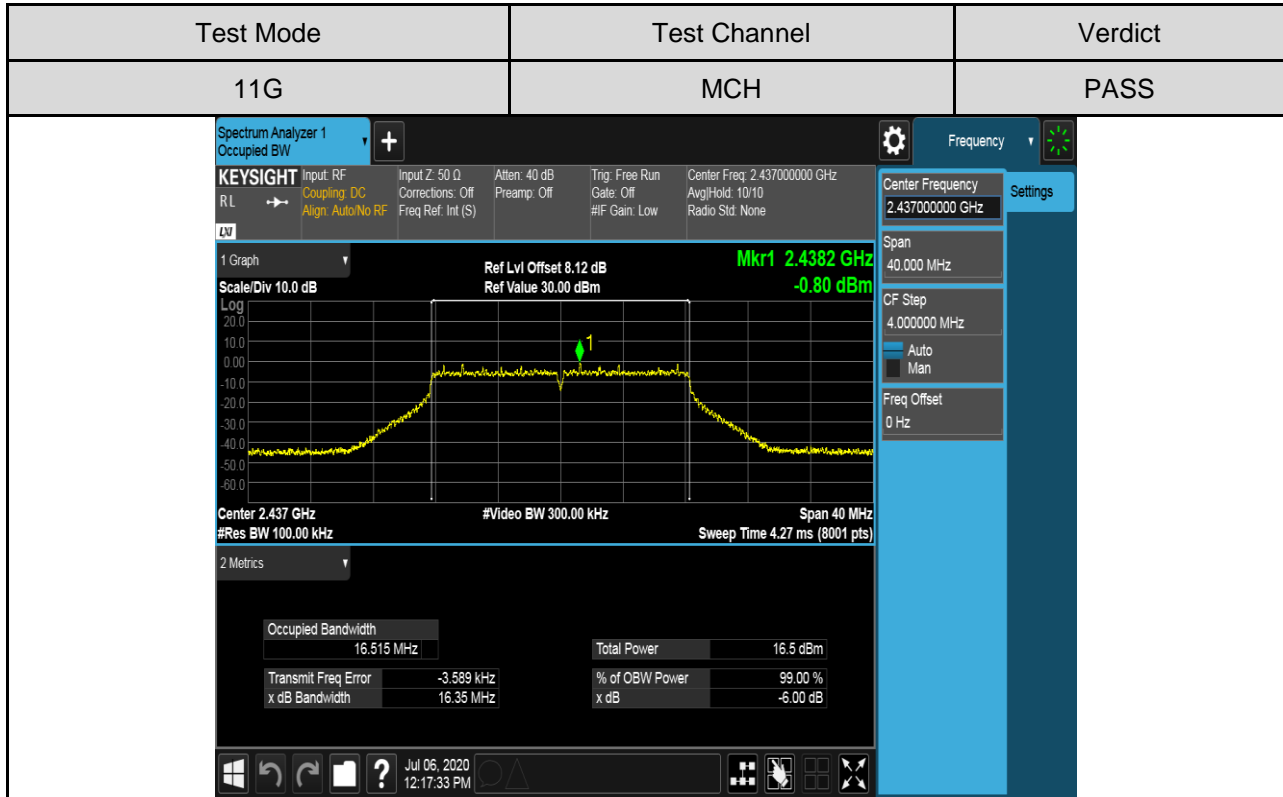 Test Mode Test Channel Verdict
11G MCH PASS
Spectrum Analyzer 1
Occupied BW
+
Frequency
KEYSIGHT Input: RF Input Z: 50 Ω Atten: 40 dB Trig: Free Run Center Freq: 2.437000000 GHz
RL Coupling: DC Corrections: Off Preamp: Off Gate: Off Avg|Hold: 10/10
Align: Auto/No RF Freq Ref: Int (S) #IF Gain: Low Radio Std: None
LXI
Center Frequency Settings
2.437000000 GHz
Span
40.000 MHz
CF Step
4.000000 MHz
Auto
Man
Freq Offset
0 Hz
1 Graph Ref Lvl Offset 8.12 dB Mkr1 2.4382 GHz
Scale/Div 10.0 dB Ref Value 30.00 dBm -0.80 dBm
Log
20.0
10.0
1
0.00
-10.0
-20.0
-30.0
-40.0
-50.0
-60.0
Center 2.437 GHz #Video BW 300.00 kHz Span 40 MHz
#Res BW 100.00 kHz Sweep Time 4.27 ms (8001 pts)
2 Metrics
Occupied Bandwidth
16.515 MHz Total Power 16.5 dBm
Transmit Freq Error -3.589 kHz % of OBW Power 99.00 %
x dB Bandwidth 16.35 MHz x dB -6.00 dB
? Jul 06, 2020
12:17:33 PM